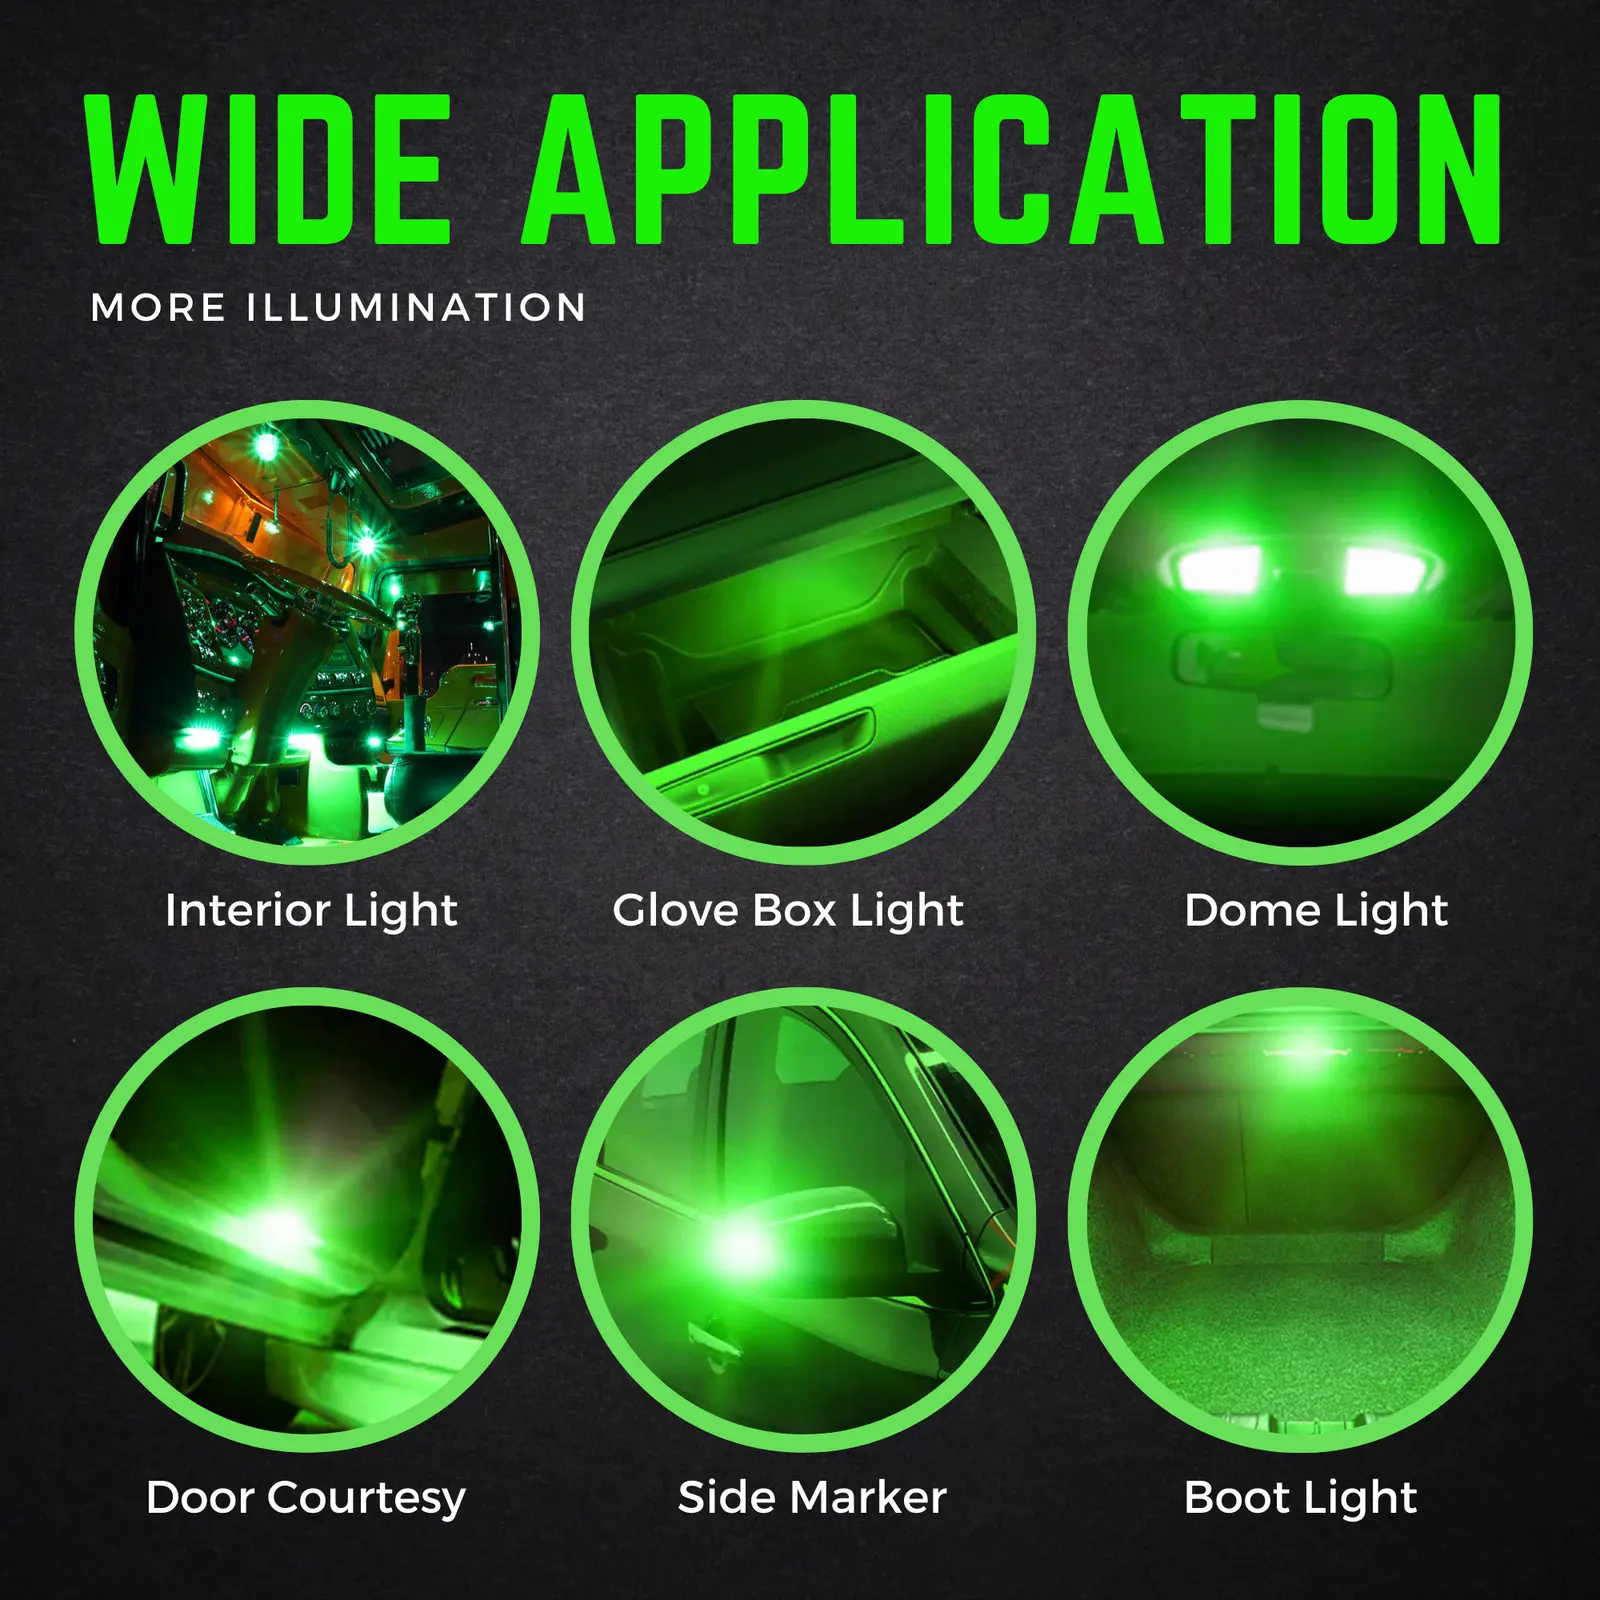 WIDE APPLICATION
MORE ILLUMINATION
Interior Light
Glove Box Light
Dome Light
Door Courtesy
Side Marker
Boot Light